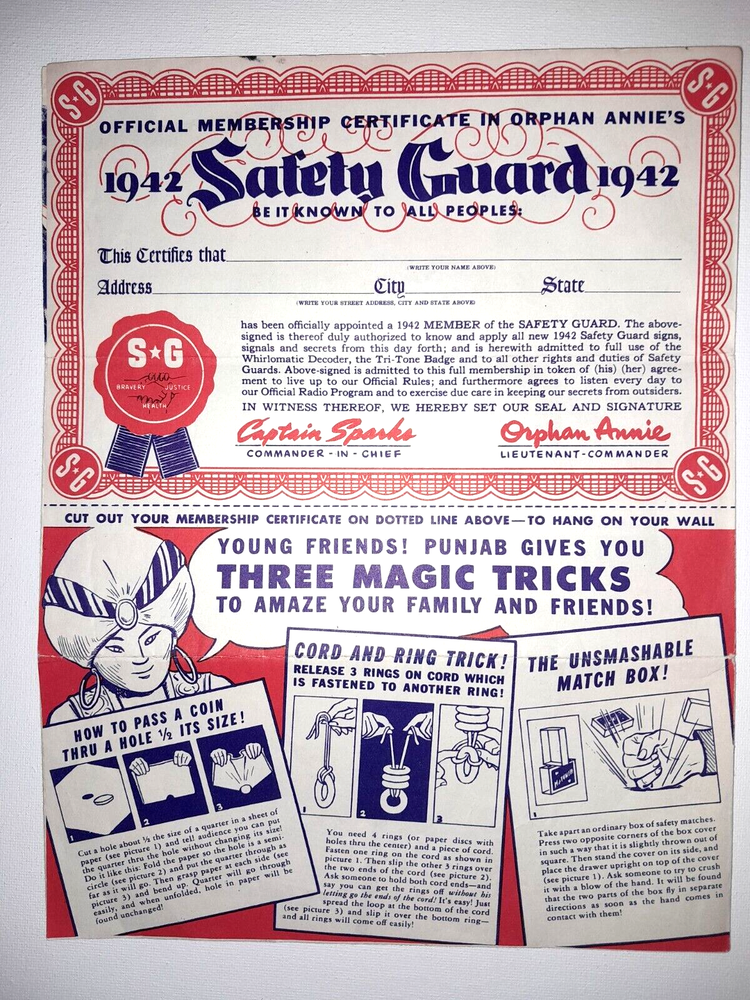 S·G
S·G
OFFICIAL MEMBERSHIP CERTIFICATE IN ORPHAN ANNIE'S
1942 Safety Guard 1942
BE IT KNOWN TO ALL PEOPLES:
This Certifies that
(WRITE YOUR NAME ABOVE)
Address City State
(WRITE YOUR STREET ADDRESS, CITY AND STATE ABOVE)
has been officially appointed a 1942 MEMBER of the SAFETY GUARD. The above-
signed is thereof duly authorized to know and apply all new 1942 Safety Guard signs,
signals and secrets from this day forth; and is herewith admitted to full use of the
Whirlomatic Decoder, the Tri-Tone Badge and to all other rights and duties of Safety
Guards. Above-signed is admitted to this full membership in token of (his) (her) agree-
ment to live up to our Official Rules; and furthermore agrees to listen every day to
our Official Radio Program and to exercise due care in keeping our secrets from outsiders.
IN WITNESS THEREOF, WE HEREBY SET OUR SEAL AND SIGNATURE
S★G
BRAVERY JUSTICE
HEALTH
Captain Sparks
COMMANDER-IN-CHIEF
Orphan Annie
LIEUTENANT-COMMANDER
S·G
S·G
CUT OUT YOUR MEMBERSHIP CERTIFICATE ON DOTTED LINE ABOVE—TO HANG ON YOUR WALL
YOUNG FRIENDS! PUNJAB GIVES YOU
THREE MAGIC TRICKS
TO AMAZE YOUR FAMILY AND FRIENDS!
HOW TO PASS A COIN
THRU A HOLE ½ ITS SIZE!
1
2
3
Cut a hole about ½ the size of a quarter in a sheet of
paper (see picture 1) and tell audience you can put
the quarter thru the hole without changing its size!
Do it like this: Fold the paper so the hole is a semi-
circle (see picture 2) and put the quarter through as
far as it will go. Then grasp paper at each side (see
picture 3) and bend up. Quarter will go through
easily, and when unfolded, hole in paper will be
found unchanged!
CORD AND RING TRICK!
RELEASE 3 RINGS ON CORD WHICH
IS FASTENED TO ANOTHER RING!
1
2
3
You need 4 rings (or paper discs with
holes thru the center) and a piece of cord.
Fasten one ring on the cord as shown in
picture 1. Then slip the other 3 rings over
the two ends of the cord (see picture 2).
Ask someone to hold both cord ends—and
say you can get the rings off without his
letting go the ends of the cord! It's easy! Just
spread the loop at the bottom of the cord
(see picture 3) and slip it over the bottom ring—
and all rings will come off easily!
THE UNSMASHABLE
MATCH BOX!
1
Take apart an ordinary box of safety matches.
Press two opposite corners of the box cover
in such a way that it is slightly thrown out of
square. Then stand the cover on its side, and
place the drawer upright on top of the cover
(see picture 1). Ask someone to try to crush
it with a blow of the hand. It will be found
that the two parts of the box fly in separate
directions as soon as the hand comes in
contact with them!